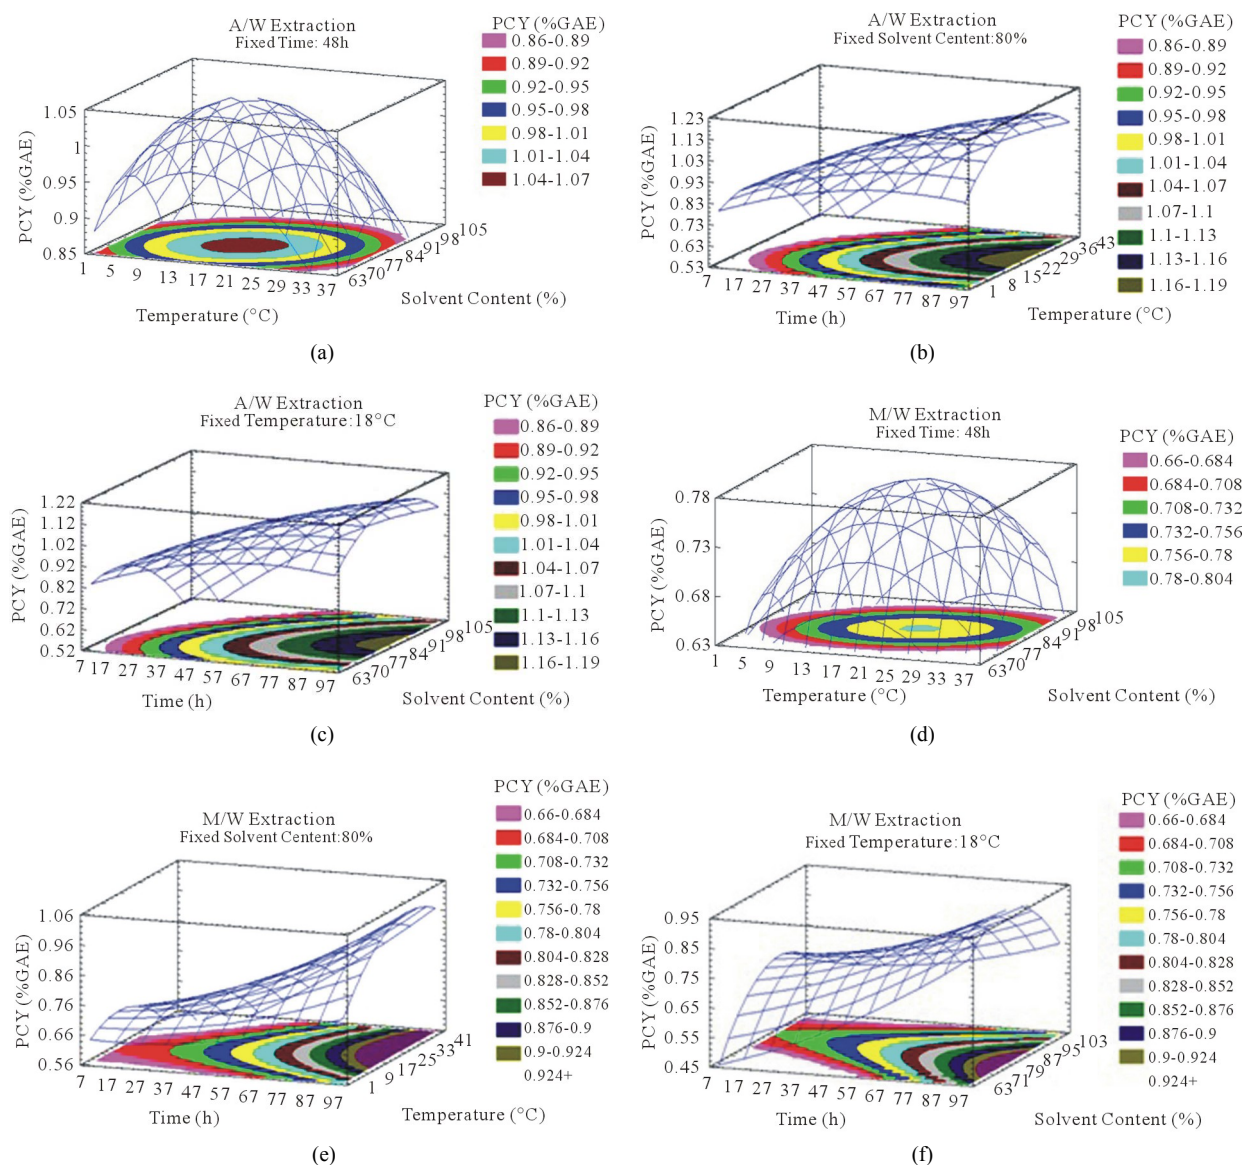 A/W Extraction
Fixed Time: 48h
PCY (%GAE)
0.86-0.89
0.89-0.92
0.92-0.95
0.95-0.98
0.98-1.01
1.01-1.04
1.04-1.07
PCY (%GAE)
1.05
1
0.95
0.9
0.85
1 5 9 13 17 21 25 29 33 37
63 70 77 84 91 98 105
Temperature (°C)
Solvent Content (%)
(a)
A/W Extraction
Fixed Solvent Centent:80%
PCY (%GAE)
0.86-0.89
0.89-0.92
0.92-0.95
0.95-0.98
0.98-1.01
1.01-1.04
1.04-1.07
1.07-1.1
1.1-1.13
1.13-1.16
1.16-1.19
PCY (%GAE)
1.23
1.13
1.03
0.93
0.83
0.73
0.63
0.53
7 17 27 37 47 57 67 77 87 97
1 8 15 22 29 36 43
Time (h)
Temperature (°C)
(b)
A/W Extraction
Fixed Temperature:18°C
PCY (%GAE)
0.86-0.89
0.89-0.92
0.92-0.95
0.95-0.98
0.98-1.01
1.01-1.04
1.04-1.07
1.07-1.1
1.1-1.13
1.13-1.16
1.16-1.19
PCY (%GAE)
1.22
1.12
1.02
0.92
0.82
0.72
0.62
0.52
7 17 27 37 47 57 67 77 87 97
63 70 77 84 91 98 105
Time (h)
Solvent Content (%)
(c)
M/W Extraction
Fixed Time: 48h
PCY (%GAE)
0.66-0.684
0.684-0.708
0.708-0.732
0.732-0.756
0.756-0.78
0.78-0.804
PCY (%GAE)
0.78
0.73
0.68
0.63
1 5 9 13 17 21 25 29 33 37
63 70 77 84 91 98 105
Temperature (°C)
Solvent Content (%)
(d)
M/W Extraction
Fixed Solvent Centent:80%
PCY (%GAE)
0.66-0.684
0.684-0.708
0.708-0.732
0.732-0.756
0.756-0.78
0.78-0.804
0.804-0.828
0.828-0.852
0.852-0.876
0.876-0.9
0.9-0.924
0.924+
PCY (%GAE)
1.06
0.96
0.86
0.76
0.66
0.56
7 17 27 37 47 57 67 77 87 97
1 9 17 25 33 41
Time (h)
Temperature (°C)
(e)
M/W Extraction
Fixed Temperature:18°C
PCY (%GAE)
0.66-0.684
0.684-0.708
0.708-0.732
0.732-0.756
0.756-0.78
0.78-0.804
0.804-0.828
0.828-0.852
0.852-0.876
0.876-0.9
0.9-0.924
0.924+
PCY (%GAE)
0.95
0.85
0.75
0.65
0.55
0.45
7 17 27 37 47 57 67 77 87 97
63 71 79 87 95 103
Time (h)
Solvent Content (%)
(f)